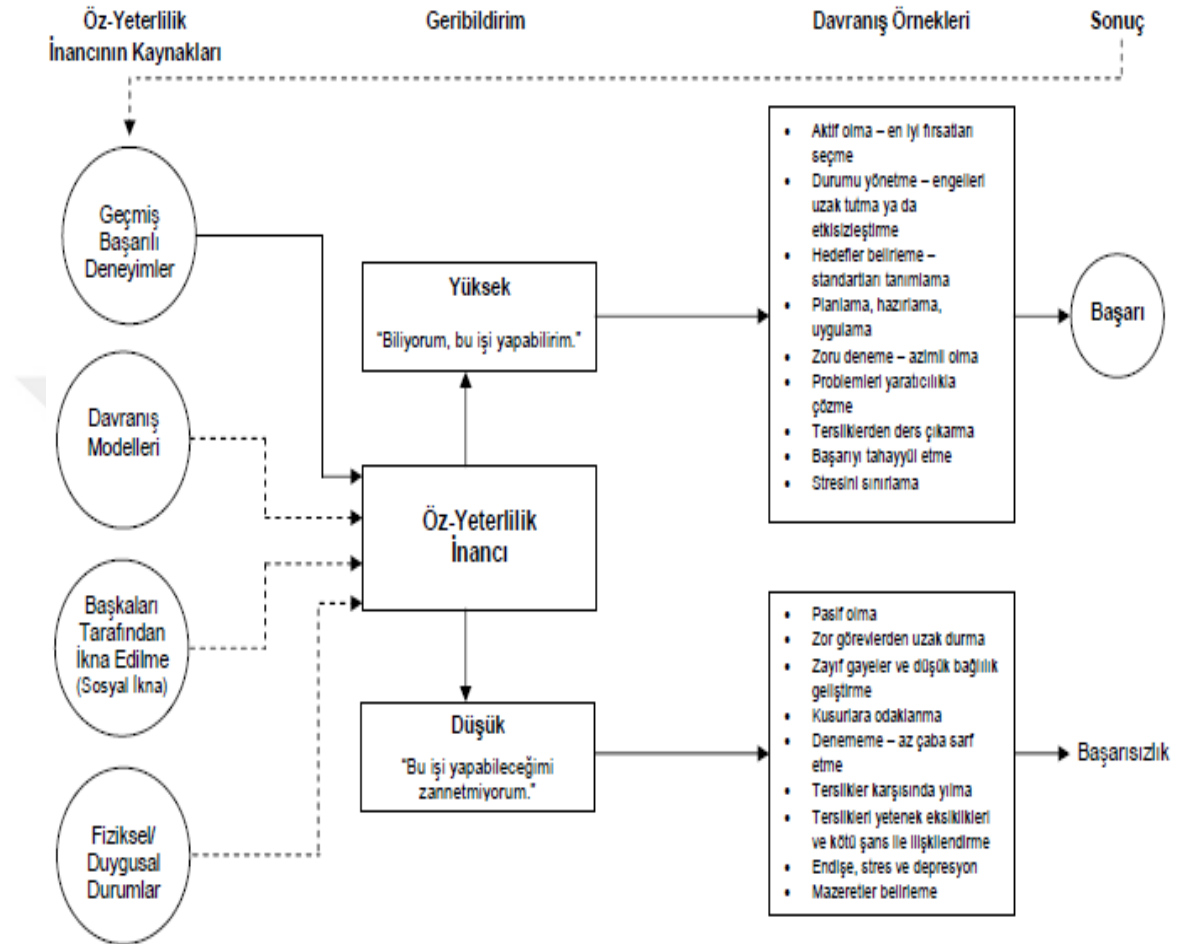 Öz-Yeterlilik
İnancının Kaynakları
Geribildirim
Davranış Örnekleri
Sonuç
Geçmiş
Başarılı
Deneyimler
Davranış
Modelleri
Başkaları
Tarafından
İkna Edilme
(Sosyal İkna)
Fiziksel/
Duygusal
Durumlar
Yüksek
"Biliyorum, bu işi yapabilirim."
Öz-Yeterlilik
İnancı
Düşük
"Bu işi yapabileceğimi
zannetmiyorum."
• Aktif olma – en iyi fırsatları
seçme
• Durumu yönetme – engelleri
uzak tutma ya da
etkisizleştirme
• Hedefler belirleme –
standartları tanımlama
• Planlama, hazırlama,
uygulama
• Zoru deneme – azimli olma
• Problemleri yaratıcılıkla
çözme
• Tersliklerden ders çıkarma
• Başarıyı tahayyül etme
• Stresini sınırlama
• Pasif olma
• Zor görevlerden uzak durma
• Zayıf gayeler ve düşük bağlılık
geliştirme
• Kusurlara odaklanma
• Denememe – az çaba sarf
etme
• Terslikler karşısında yılma
• Terslikleri yetenek eksiklikleri
ve kötü şans ile ilişkilendirme
• Endişe, stres ve depresyon
• Mazeretler belirleme
Başarı
Başarısızlık